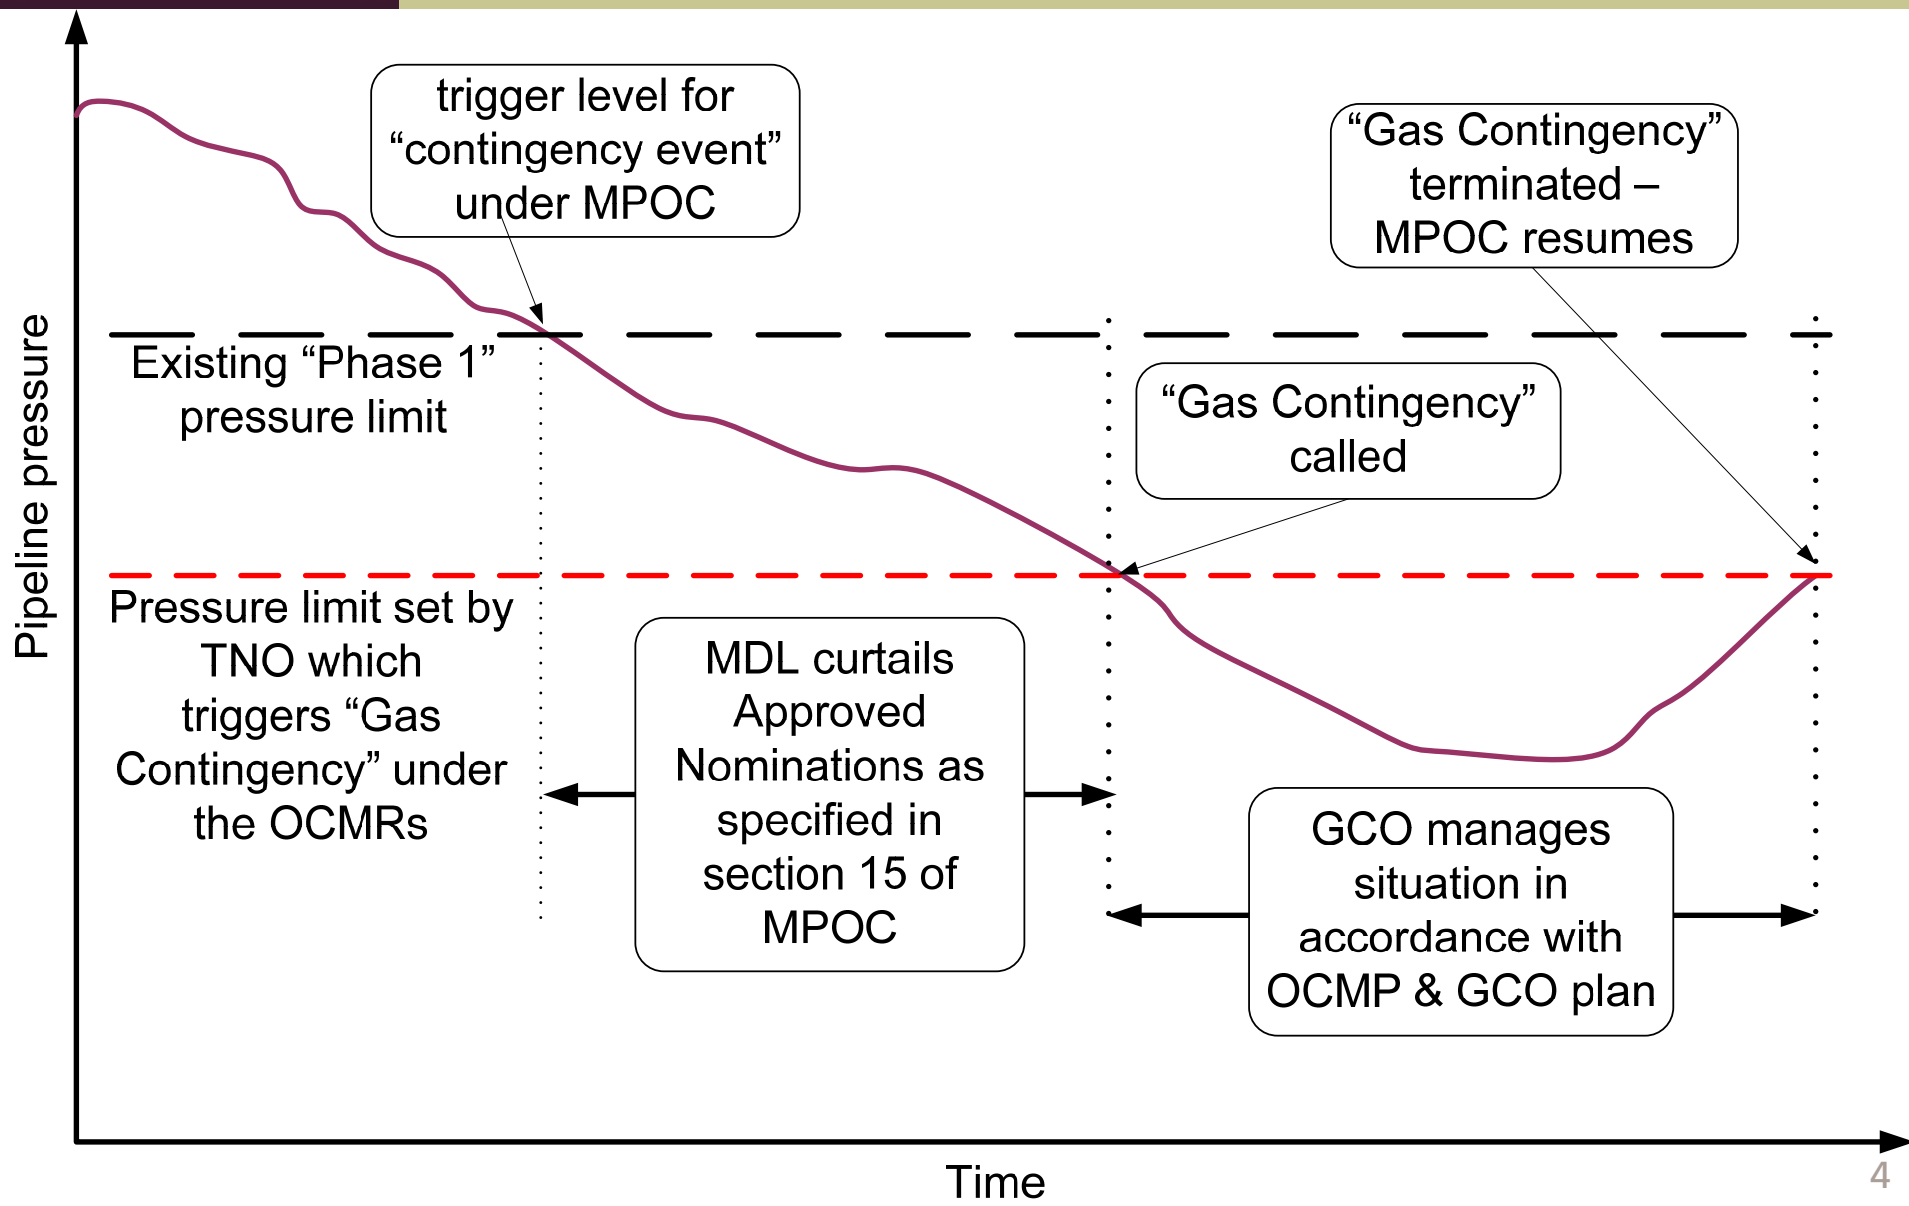 trigger level for
“contingency event”
under MPOC
“Gas Contingency”
terminated –
MPOC resumes
Existing “Phase 1”
pressure limit
“Gas Contingency”
called
Pipeline pressure
Pressure limit set by
TNO which
triggers “Gas
Contingency” under
the OCMRs
MDL curtails
Approved
Nominations as
specified in
section 15 of
MPOC
GCO manages
situation in
accordance with
OCMP & GCO plan
Time
4